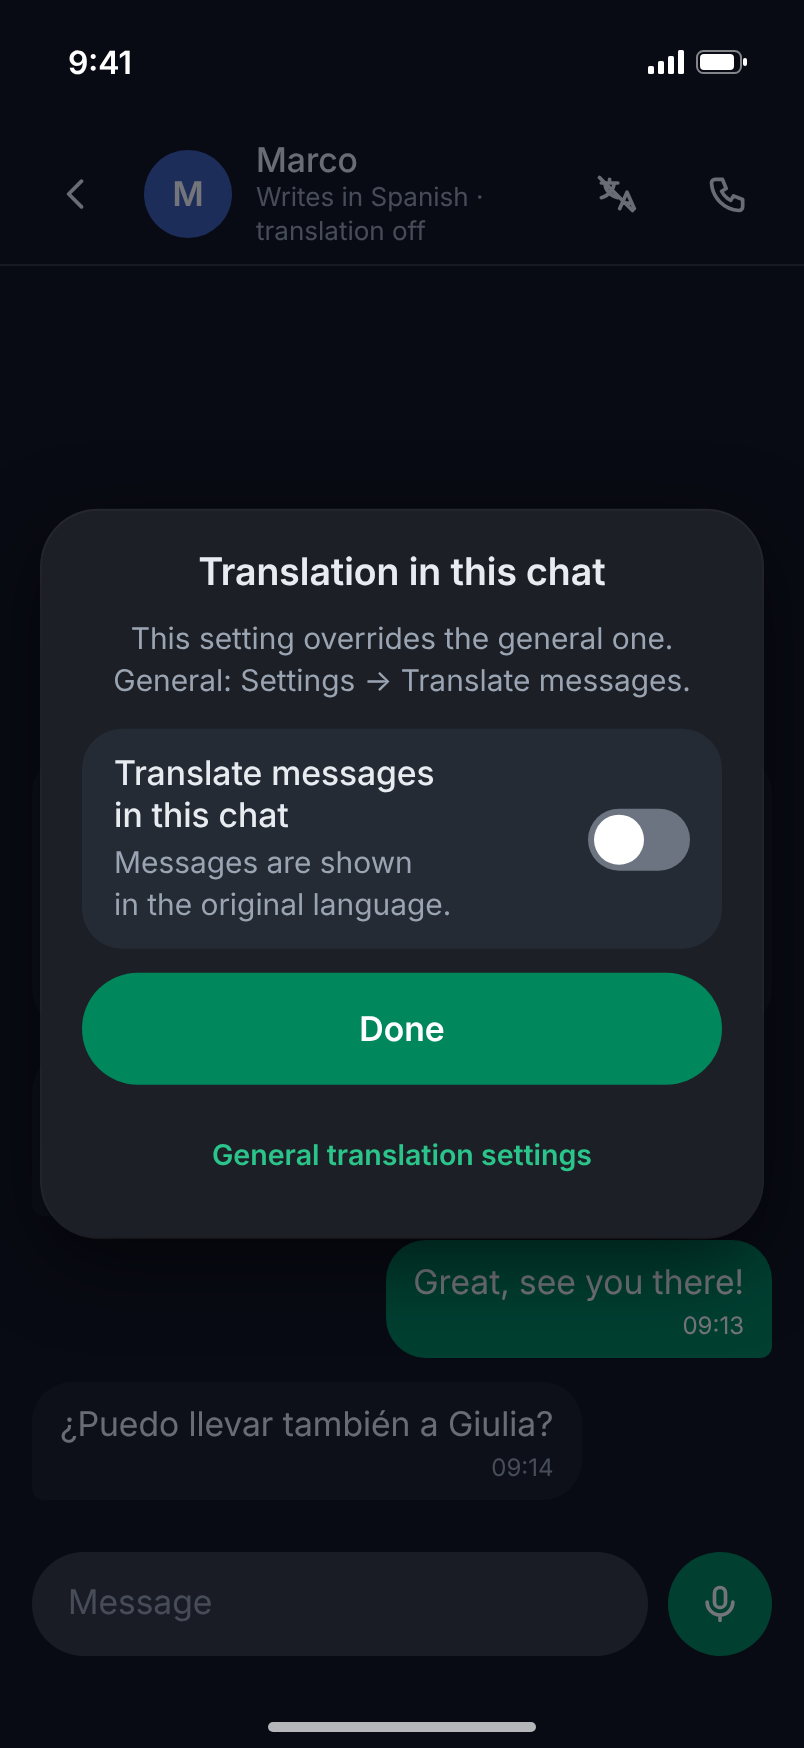 9:41
M
Marco
Writes in Spanish ·
translation off
Translation in this chat
This setting overrides the general one.
General: Settings → Translate messages.
Translate messages
in this chat
Messages are shown
in the original language.
Done
General translation settings
Great, see you there!
09:13
¿Puedo llevar también a Giulia?
09:14
Message